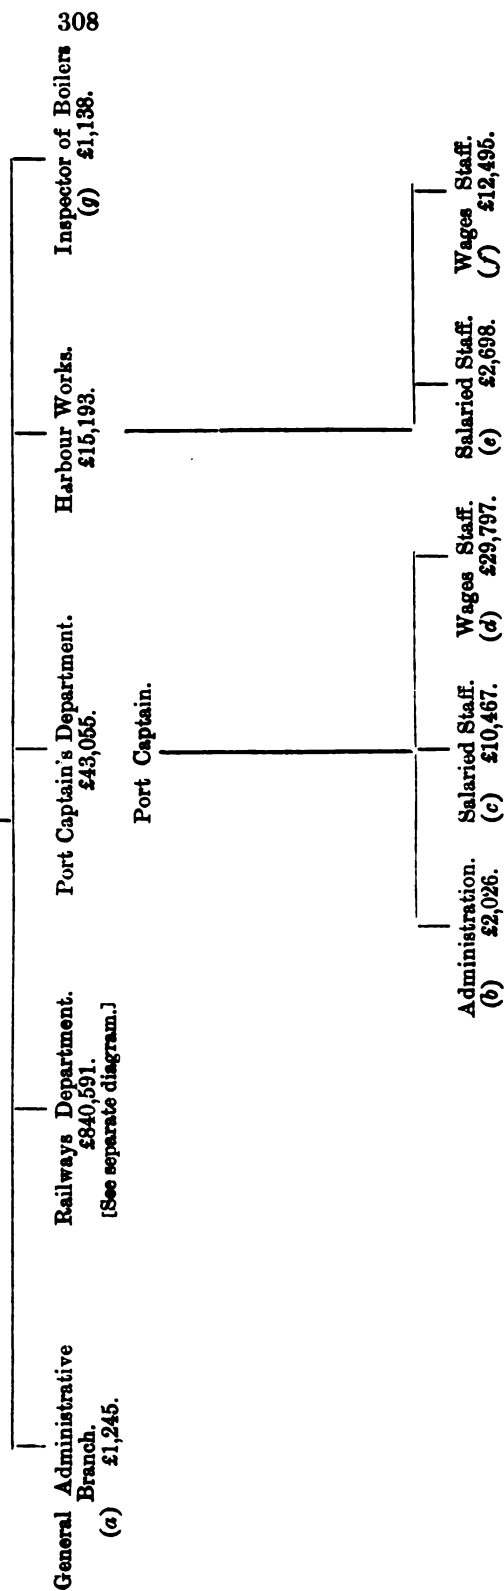 308
General Administrative
Branch.
(a) £1,245.
Railways Department.
£840,591.
[See separate diagram.]
Port Captain's Department.
£43,055.
Port Captain.
Harbour Works.
£15,193.
Inspector of Boilers
(g) £1,138.
Administration.
(b) £2,026.
Salaried Staff.
(c) £10,467.
Wages Staff.
(d) £29,797.
Salaried Staff.
(e) £2,698.
Wages Staff.
(f) £12,495.